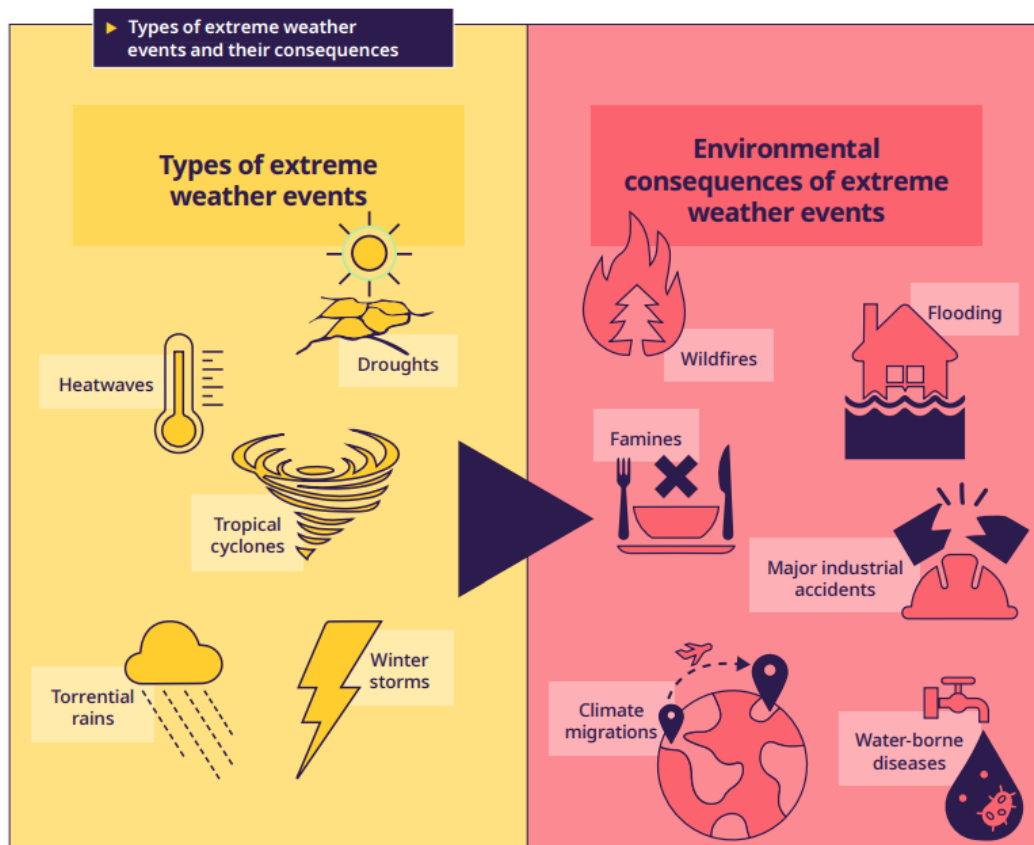 Types of extreme weather
events and their consequences
Types of extreme
weather events
Droughts
Heatwaves
Tropical
cyclones
Torrential
rains
Winter
storms
Environmental
consequences of extreme
weather events
Wildfires
Flooding
Famines
Major industrial
accidents
Climate
migrations
Water-borne
diseases